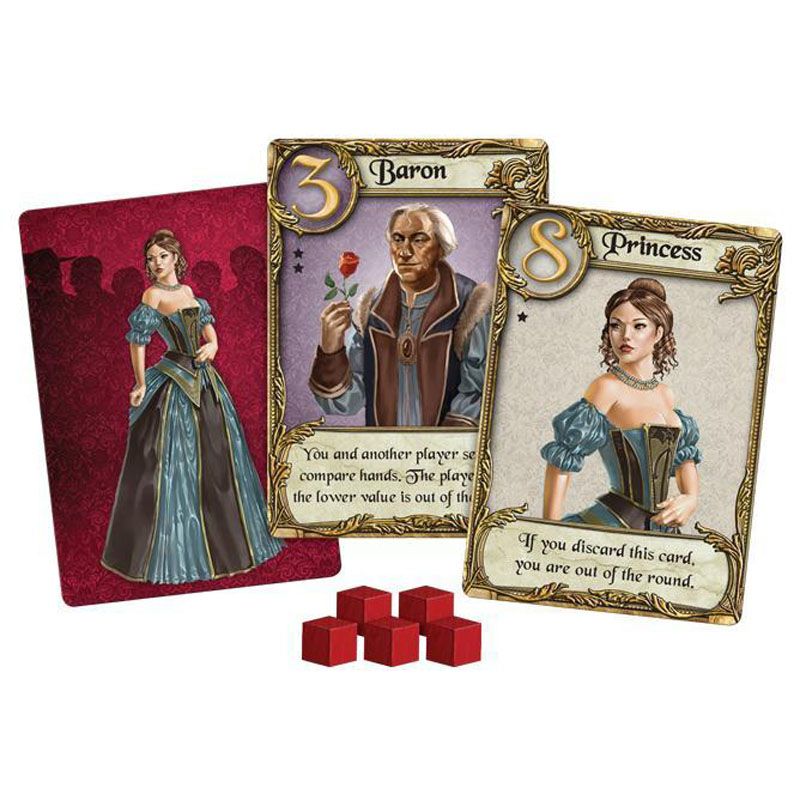 3 Baron
You and another player se
compare hands. The playe
the lower value is out of the
8 Princess
If you discard this card,
you are out of the round.